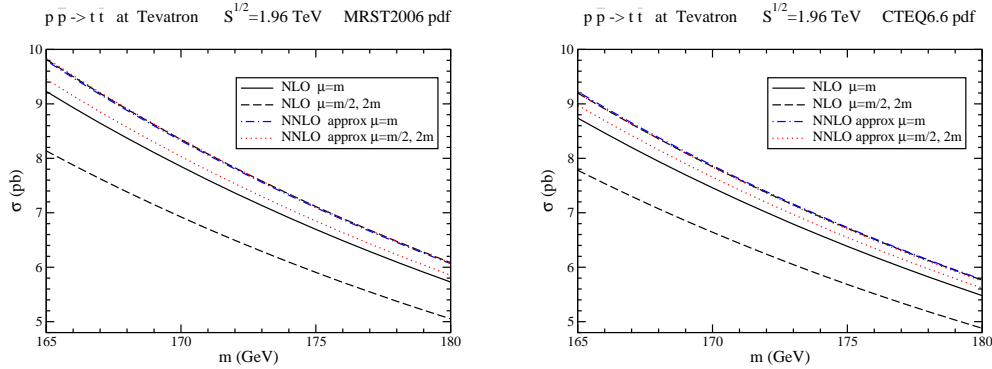 p p̄ -> t t̄ at Tevatron S^1/2=1.96 TeV MRST2006 pdf
10
9
8
7
6
5
σ (pb)
NLO μ=m
NLO μ=m/2, 2m
NNLO approx μ=m
NNLO approx μ=m/2, 2m
165 170 175 180
m (GeV)
p p̄ -> t t̄ at Tevatron S^1/2=1.96 TeV CTEQ6.6 pdf
10
9
8
7
6
5
σ (pb)
NLO μ=m
NLO μ=m/2, 2m
NNLO approx μ=m
NNLO approx μ=m/2, 2m
165 170 175 180
m (GeV)